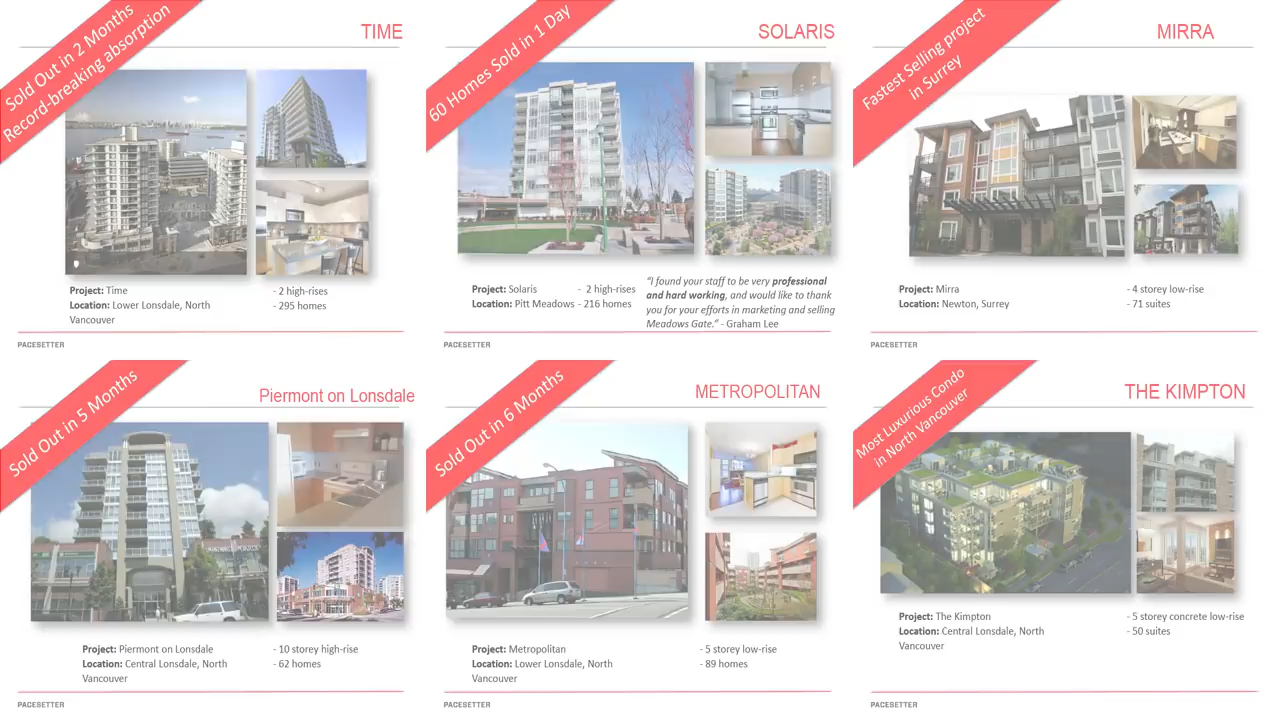 Sold Out in 2 Months
Record-breaking absorption
TIME
Project: Time
Location: Lower Lonsdale, North
Vancouver
- 2 high-rises
- 295 homes
PACESETTER
60 Homes Sold in 1 Day
SOLARIS
Project: Solaris
Location: Pitt Meadows
- 2 high-rises
- 216 homes
“I found your staff to be very professional
and hard working, and would like to thank
you for your efforts in marketing and selling
Meadows Gate.” - Graham Lee
PACESETTER
Fastest Selling project
in Surrey
MIRRA
Project: Mirra
Location: Newton, Surrey
- 4 storey low-rise
- 71 suites
PACESETTER
Sold Out in 5 Months
Piermont on Lonsdale
Project: Piermont on Lonsdale
Location: Central Lonsdale, North
Vancouver
- 10 storey high-rise
- 62 homes
PACESETTER
Sold Out in 6 Months
METROPOLITAN
Project: Metropolitan
Location: Lower Lonsdale, North
Vancouver
- 5 storey low-rise
- 89 homes
PACESETTER
Most Luxurious Condo
in North Vancouver
THE KIMPTON
Project: The Kimpton
Location: Central Lonsdale, North
Vancouver
- 5 storey concrete low-rise
- 50 suites
PACESETTER